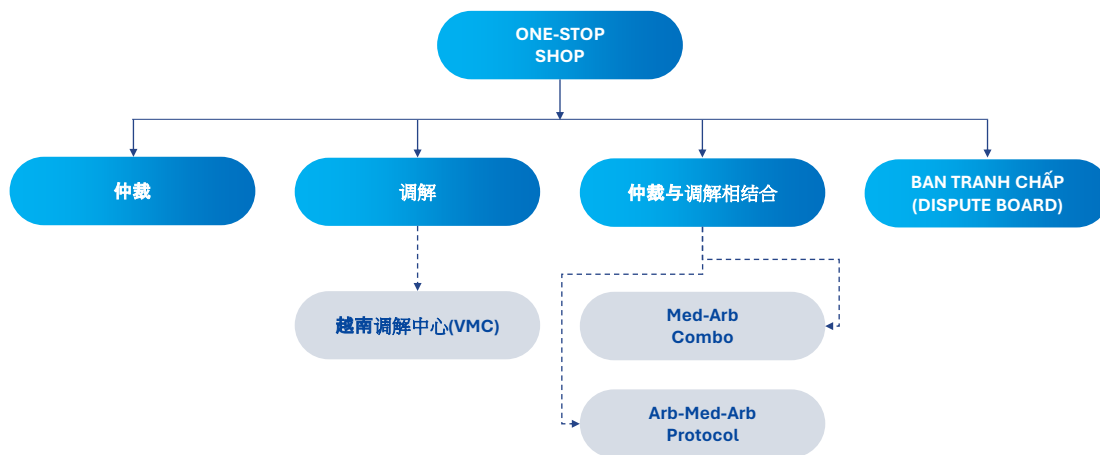 ONE-STOP
SHOP
仲裁
调解
仲裁与调解相结合
BAN TRANH CHẤP
(DISPUTE BOARD)
越南调解中心(VMC)
Med-Arb
Combo
Arb-Med-Arb
Protocol